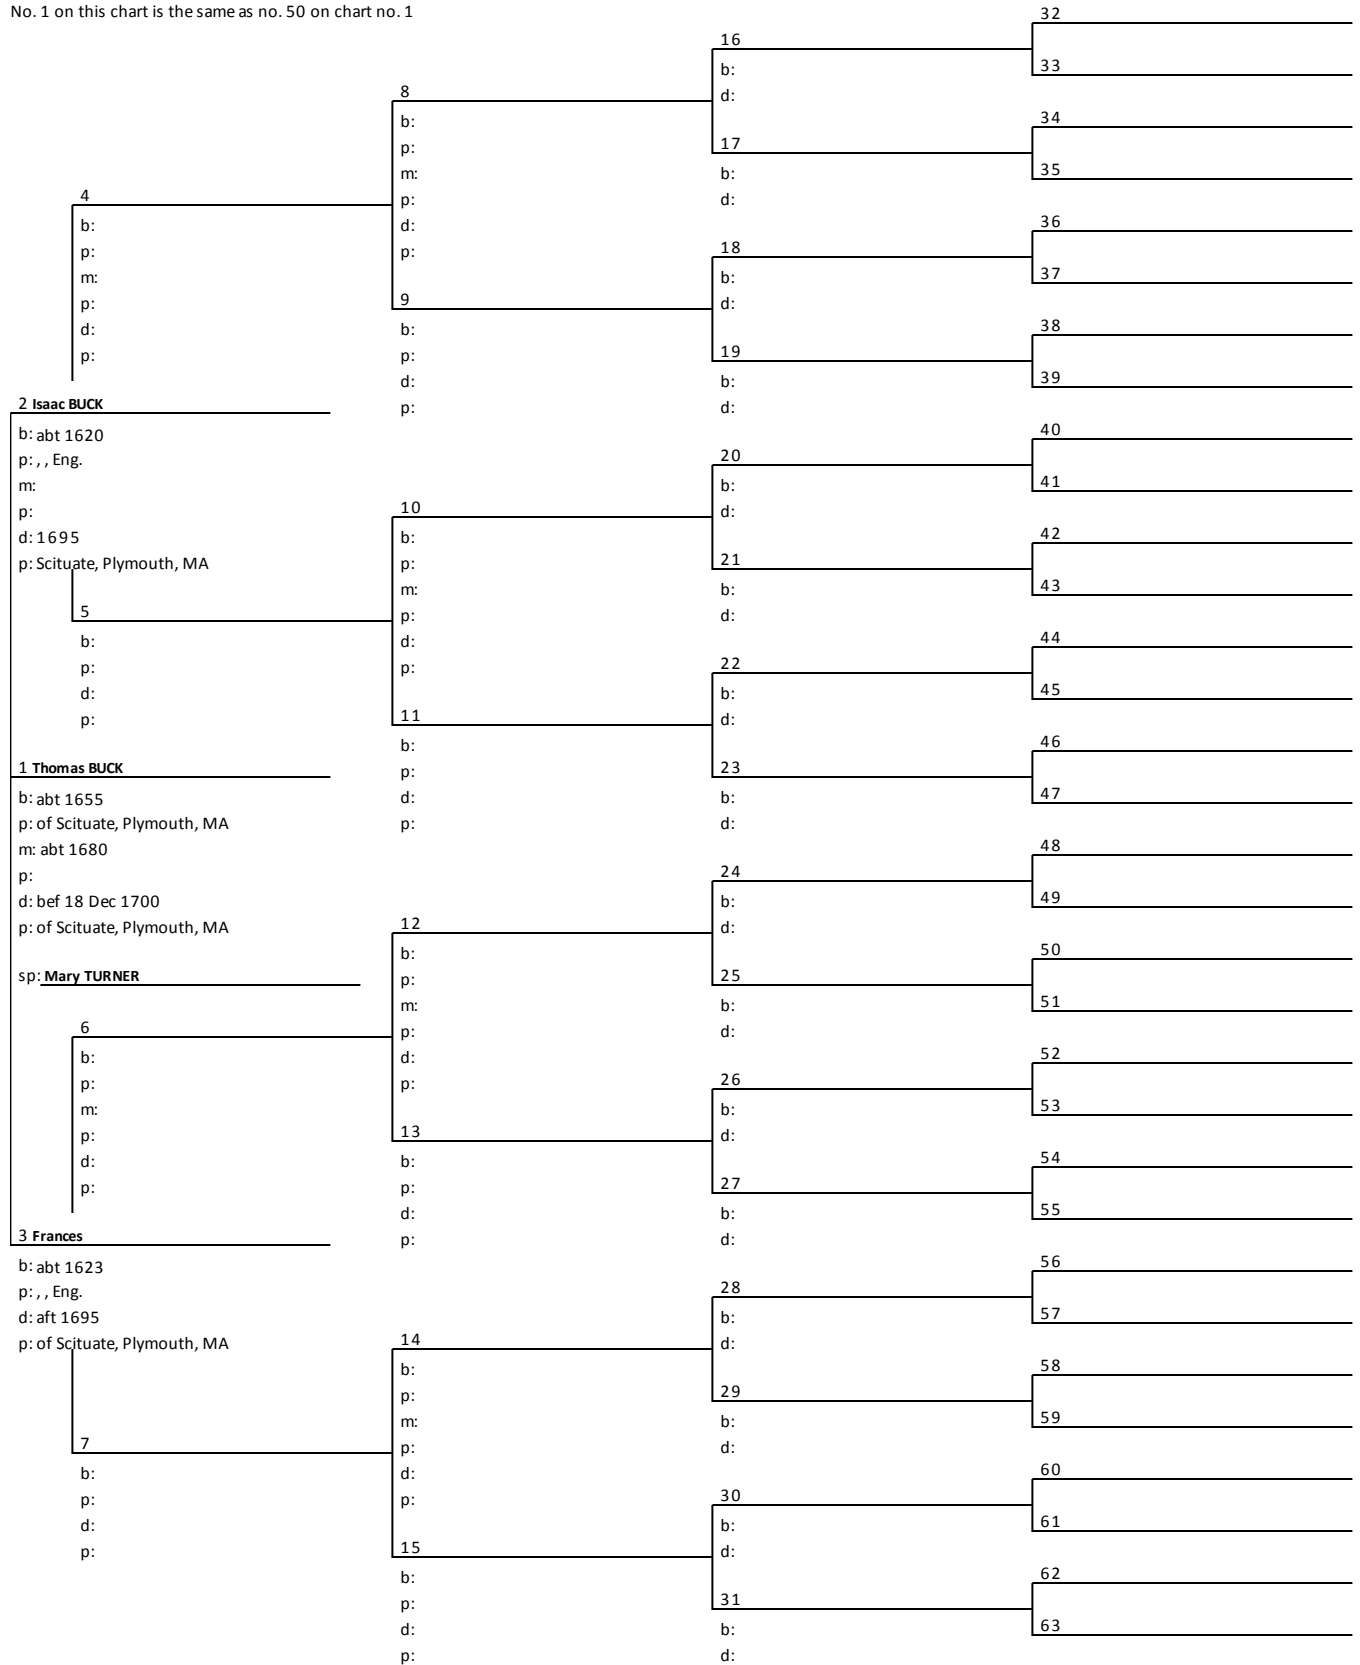 No. 1 on this chart is the same as no. 50 on chart no. 1
4
b:
p:
m:
p:
d:
p:
2 Isaac BUCK
b: abt 1620
p: , , Eng.
m:
p:
d: 1695
p: Scituate, Plymouth, MA
5
b:
p:
d:
p:
1 Thomas BUCK
b: abt 1655
p: of Scituate, Plymouth, MA
m: abt 1680
p:
d: bef 18 Dec 1700
p: of Scituate, Plymouth, MA
sp: Mary TURNER
6
b:
p:
m:
p:
d:
p:
3 Frances
b: abt 1623
p: , , Eng.
d: aft 1695
p: of Scituate, Plymouth, MA
7
b:
p:
d:
p:
8
b:
p:
m:
p:
d:
p:
9
b:
p:
d:
p:
10
b:
p:
m:
p:
d:
p:
11
b:
p:
d:
p:
12
b:
p:
m:
p:
d:
p:
13
b:
p:
d:
p:
14
b:
p:
m:
p:
d:
p:
15
b:
p:
d:
p:
16
b:
d:
17
b:
d:
18
b:
d:
19
b:
d:
20
b:
d:
21
b:
d:
22
b:
d:
23
b:
d:
24
b:
d:
25
b:
d:
26
b:
d:
27
b:
d:
28
b:
d:
29
b:
d:
30
b:
d:
31
b:
d:
32
33
34
35
36
37
38
39
40
41
42
43
44
45
46
47
48
49
50
51
52
53
54
55
56
57
58
59
60
61
62
63